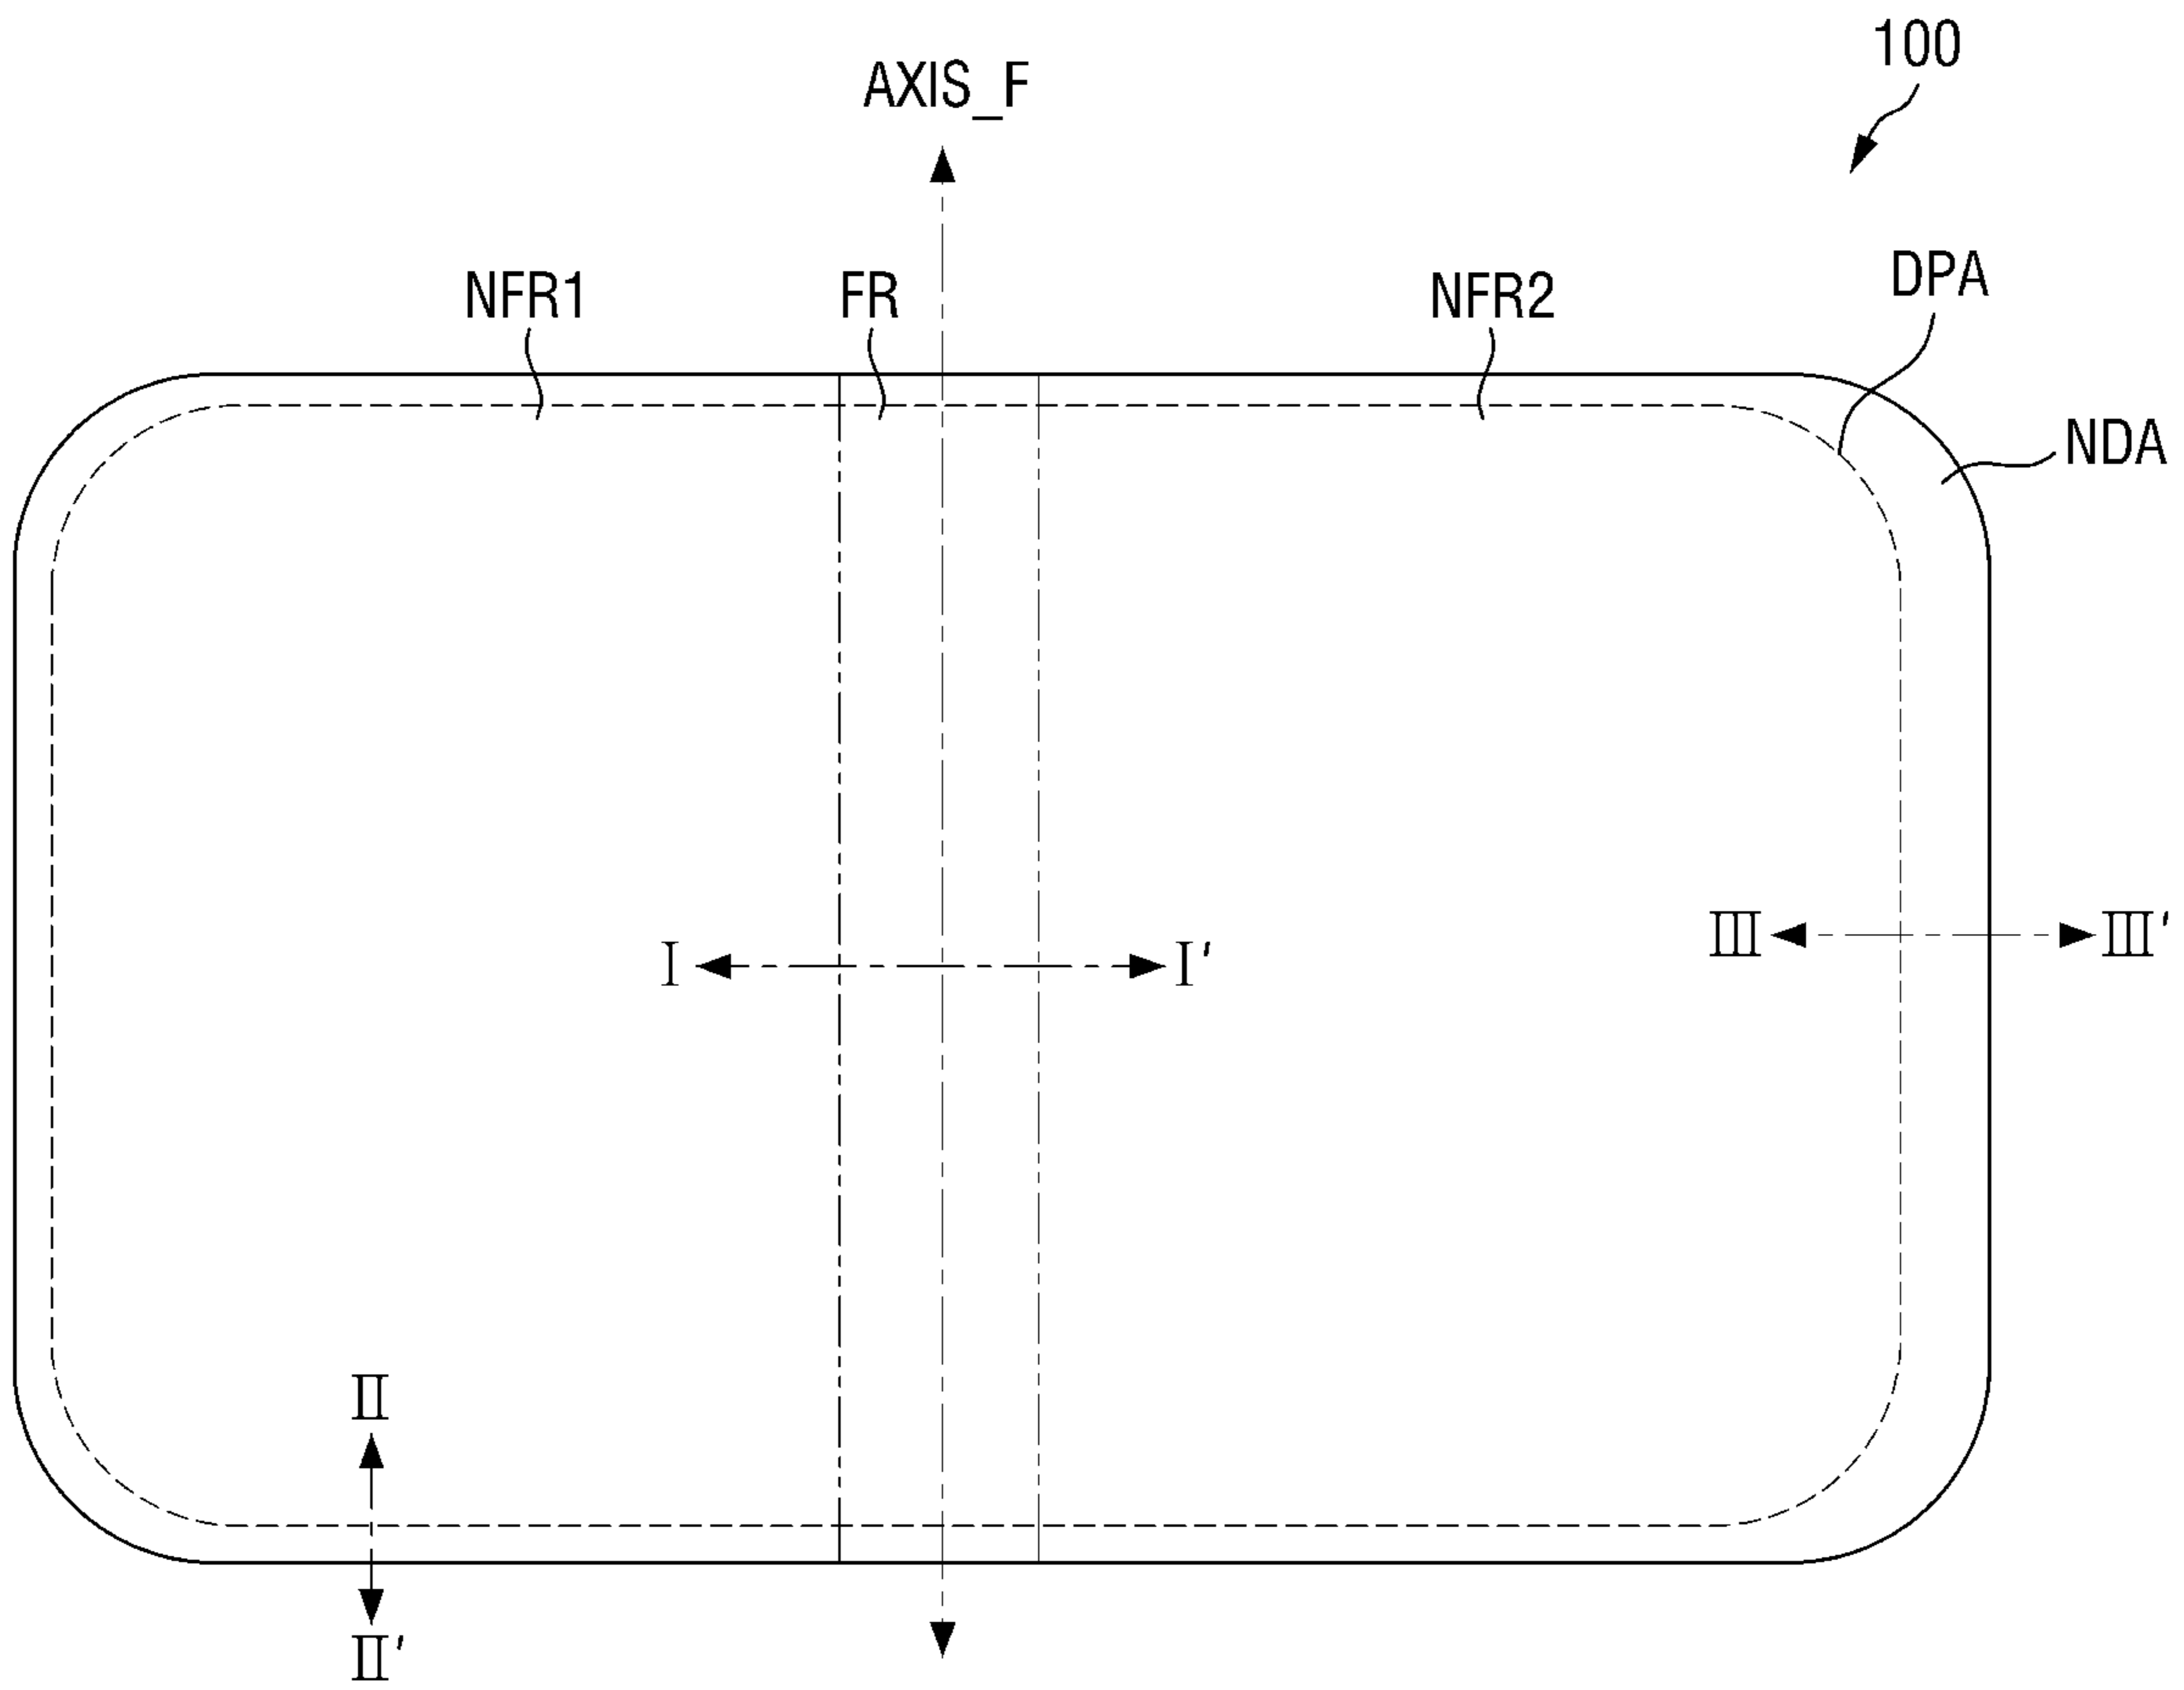 100
AXIS_F
NFR1 FR NFR2 DPA
NDA
I I'
III III'
II
II'